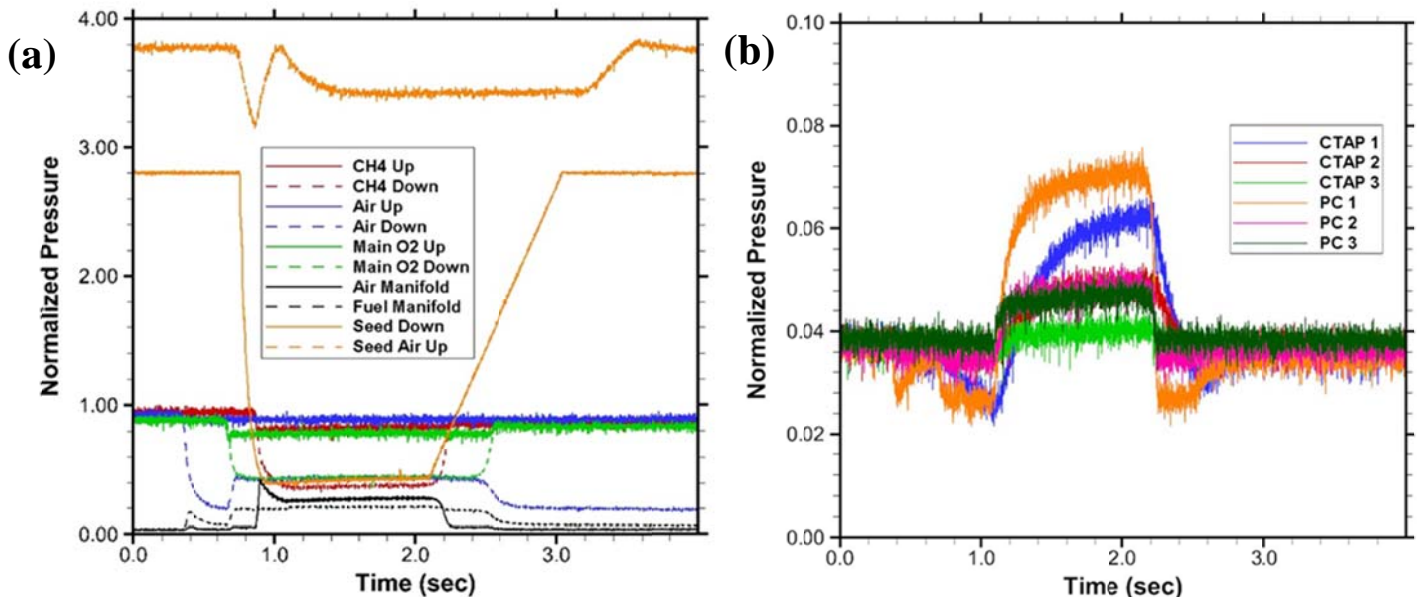 (a)
4.00
3.00
2.00
1.00
0.00
Normalized Pressure
0.0
1.0
2.0
3.0
Time (sec)
CH4 Up
CH4 Down
Air Up
Air Down
Main O2 Up
Main O2 Down
Air Manifold
Fuel Manifold
Seed Down
Seed Air Up
(b)
0.10
0.08
0.06
0.04
0.02
0.00
Normalized Pressure
0.0
1.0
2.0
3.0
Time (sec)
CTAP 1
CTAP 2
CTAP 3
PC 1
PC 2
PC 3